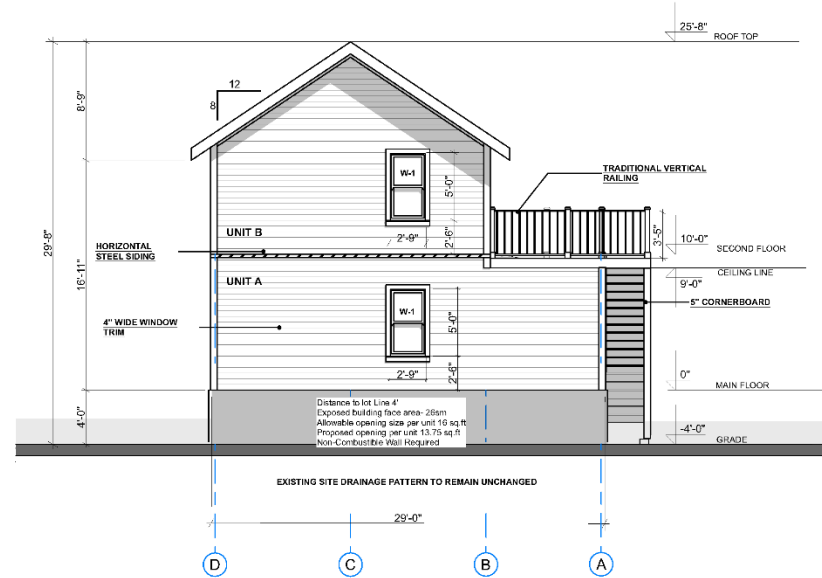 25'-8"
ROOF TOP
12
8
8'-9"
W-1
5'-0"
TRADITIONAL VERTICAL
RAILING
UNIT B
2'-9"
2'-6"
3'-5"
10'-0"
SECOND FLOOR
HORIZONTAL
STEEL SIDING
29'-8"
16'-11"
CEILING LINE
9'-0"
UNIT A
5" CORNERBOARD
4" WIDE WINDOW
TRIM
W-1
5'-0"
2'-9"
2'-6"
0"
MAIN FLOOR
4'-0"
Distance to lot Line 4'
Exposed building face area- 26sm
Allowable opening size per unit 16 sq.ft
Proposed opening per unit 13.75 sq.ft
Non-Combustible Wall Required
-4'-0"
GRADE
EXISTING SITE DRAINAGE PATTERN TO REMAIN UNCHANGED
29'-0"
D
C
B
A